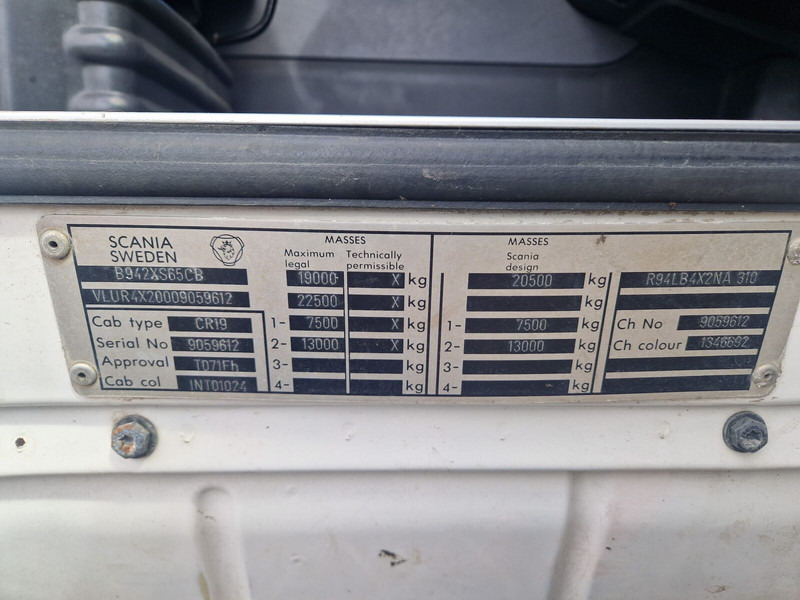 SCANIA
SWEDEN
B942XS65CB
VLUR4X20009059612
Cab type CR19
Serial No 9059612
Approval T071Fh
Cab col INT01024
MASSES
Maximum legal Technically permissible
19000 X kg
22500 X kg
1- 7500 X kg
2- 13000 X kg
3- kg
4- kg
MASSES
Scania
design
20500 kg
kg
1- 7500 kg
2- 13000 kg
3- kg
4- kg
R94LB4X2NA 310
Ch No 9059612
Ch colour 1346692